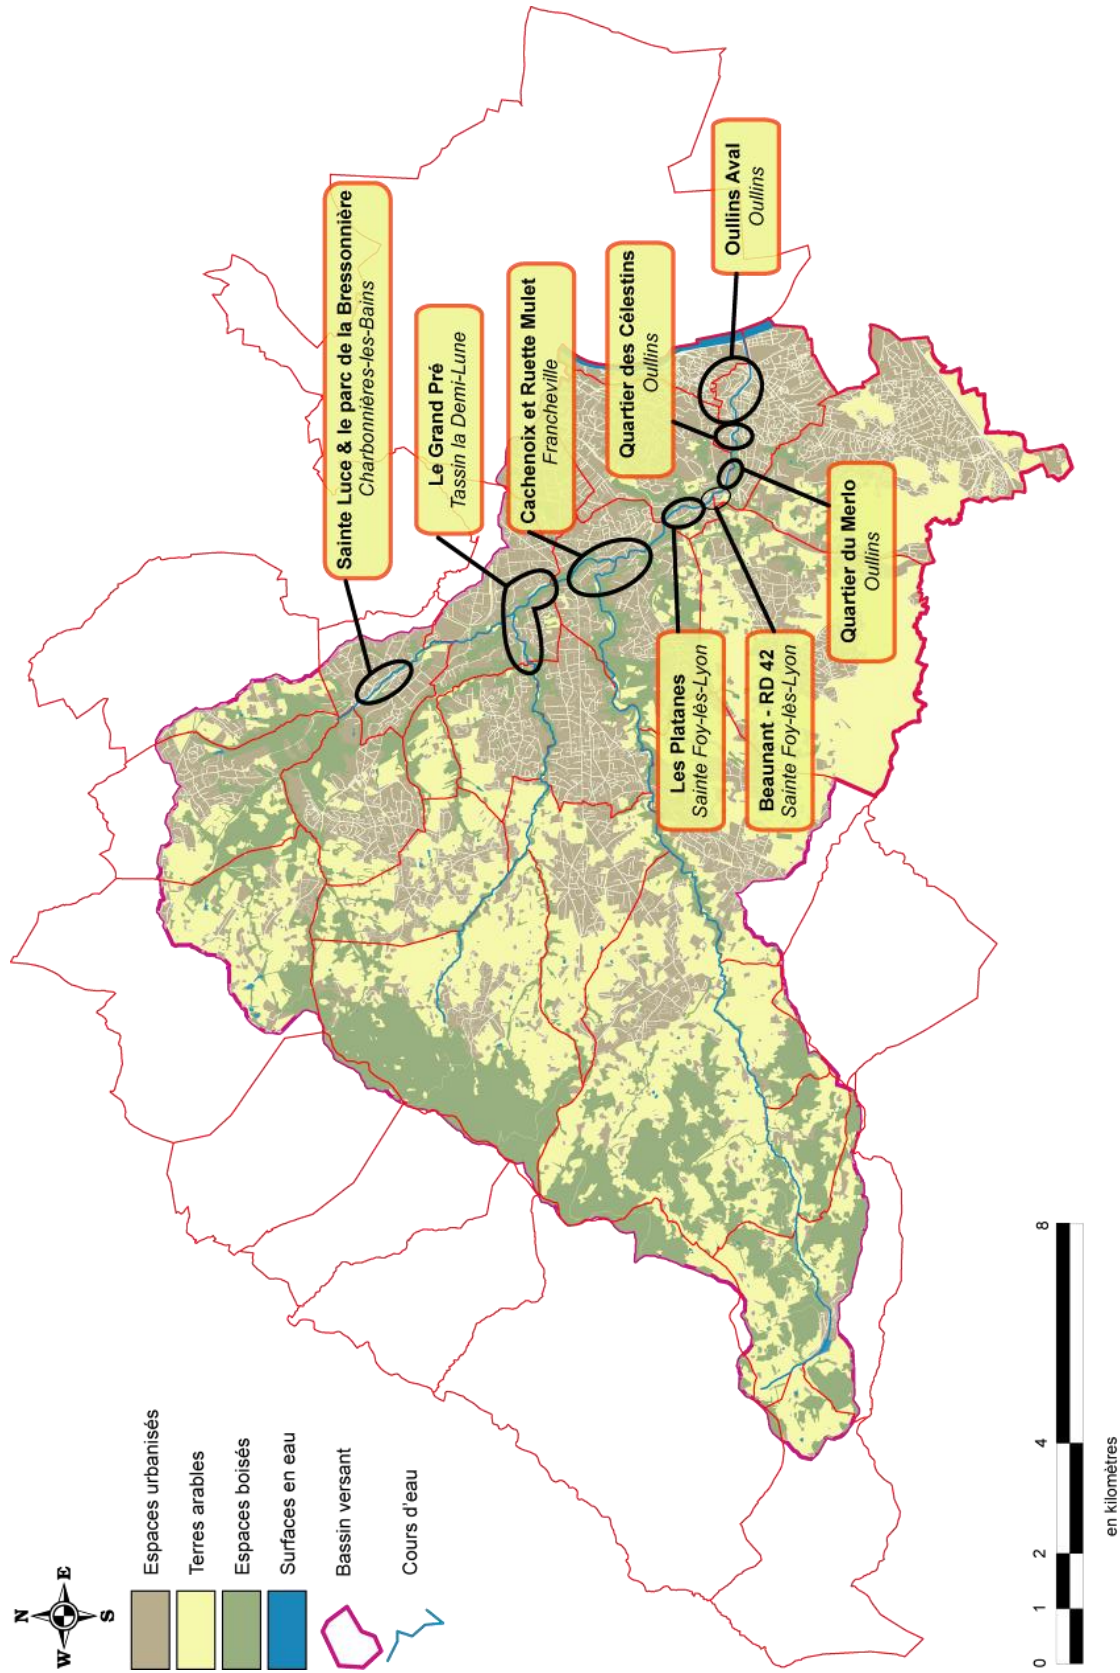 N
W E
S
Espaces urbanisés
Terres arables
Espaces boisés
Surfaces en eau
Bassin versant
Cours d'eau
Sainte Luce & le parc de la Bressonnière
Charbonnières-les-Bains
Le Grand Pré
Tassin la Demi-Lune
Cachenoix et Ruette Mulet
Francheville
Quartier des Célestins
Oullins
Oullins Aval
Oullins
Les Platanes
Sainte Foy-lès-Lyon
Beaunant - RD 42
Sainte Foy-lès-Lyon
Quartier du Merlo
Oullins
0 1 2 4 8
en kilomètres